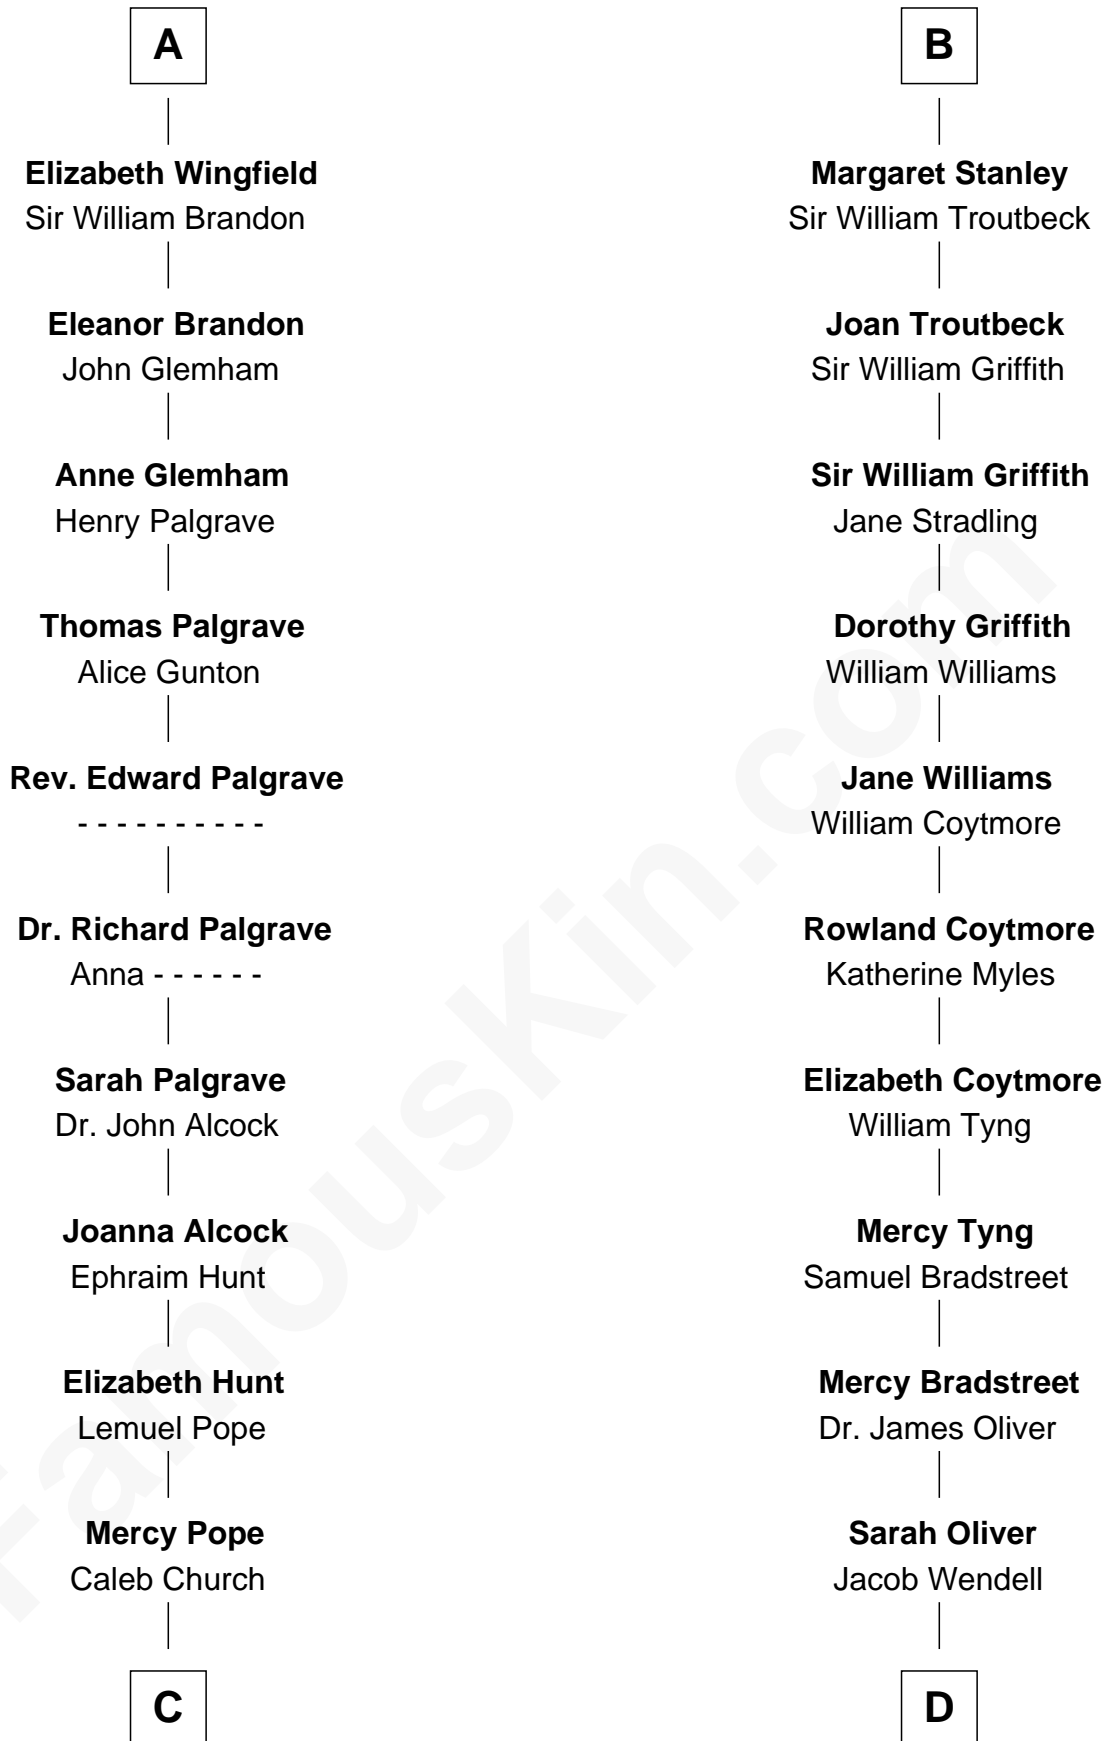 A
Elizabeth Wingfield
Sir William Brandon
Eleanor Brandon
John Glemham
Anne Glemham
Henry Palgrave
Thomas Palgrave
Alice Gunton
Rev. Edward Palgrave
- - - - - - - - - -
Dr. Richard Palgrave
Anna - - - - - -
Sarah Palgrave
Dr. John Alcock
Joanna Alcock
Ephraim Hunt
Elizabeth Hunt
Lemuel Pope
Mercy Pope
Caleb Church
C
B
Margaret Stanley
Sir William Troutbeck
Joan Troutbeck
Sir William Griffith
Sir William Griffith
Jane Stradling
Dorothy Griffith
William Williams
Jane Williams
William Coytmore
Rowland Coytmore
Katherine Myles
Elizabeth Coytmore
William Tyng
Mercy Tyng
Samuel Bradstreet
Mercy Bradstreet
Dr. James Oliver
Sarah Oliver
Jacob Wendell
D
FamousKin.com